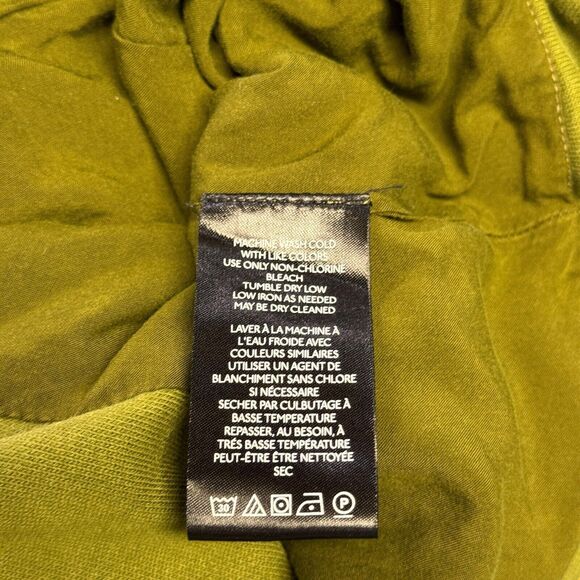 MACHINE WASH COLD
WITH LIKE COLORS
USE ONLY NON-CHLORINE
BLEACH
TUMBLE DRY LOW
LOW IRON AS NEEDED
MAY BE DRY CLEANED
LAVER À LA MACHINE À
L'EAU FROIDE AVEC
COULEURS SIMILAIRES
UTILISER UN AGENT DE
BLANCHIMENT SANS CHLORE
SI NÉCESSAIRE
SECHER PAR CULBUTAGE À
BASSE TEMPERATURE
REPASSER, AU BESOIN, À
TRÉS BASSE TEMPÉRATURE
PEUT-ÊTRE ÊTRE NETTOYÉE
SEC
30 P